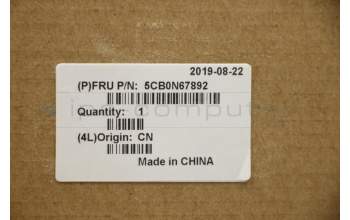 2019-08-22
(P)FRU P/N: 5CB0N67892
Quantity: 1
(4L)Origin: CN
Made in CHINA